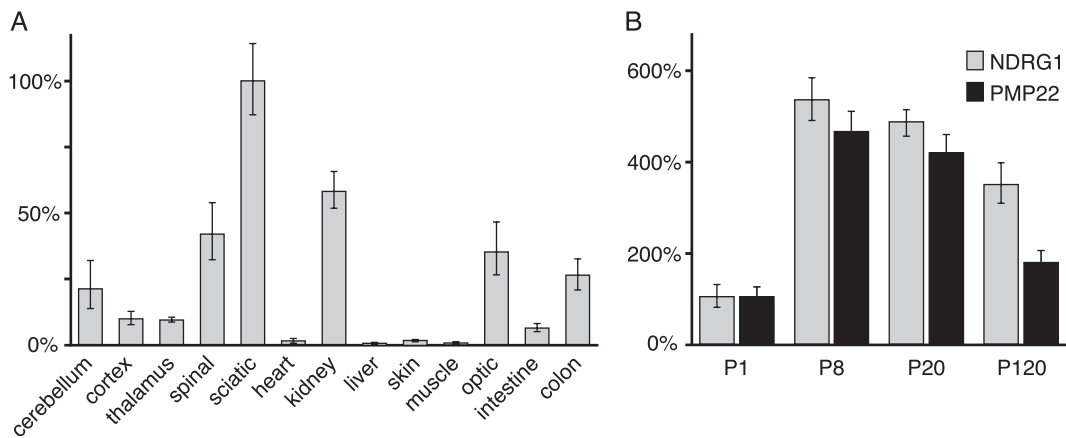 A
100%
50%
0%
cerebellum
cortex
thalamus
spinal
sciatic
heart
kidney
liver
skin
muscle
optic
intestine
colon
B
600%
400%
200%
0%
NDRG1
PMP22
P1 P8 P20 P120